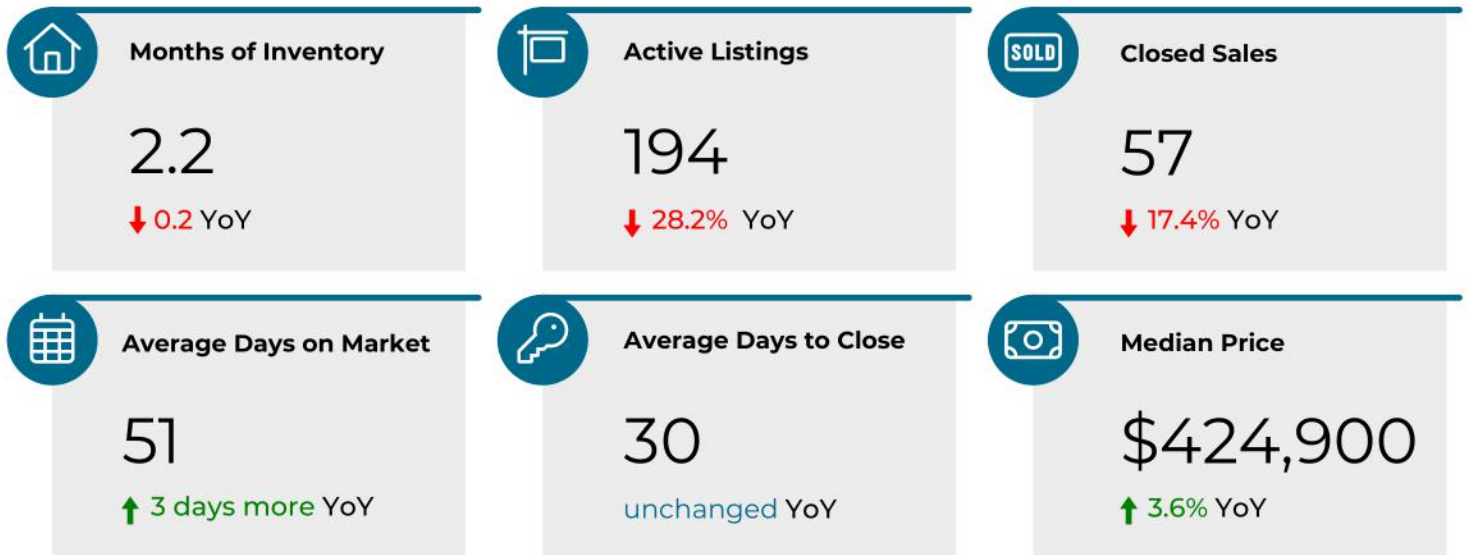 Months of Inventory
2.2
↓ 0.2 YoY
Active Listings
194
↓ 28.2% YoY
SOLD
Closed Sales
57
↓ 17.4% YoY
Average Days on Market
51
↑ 3 days more YoY
Average Days to Close
30
unchanged YoY
Median Price
$424,900
↑ 3.6% YoY